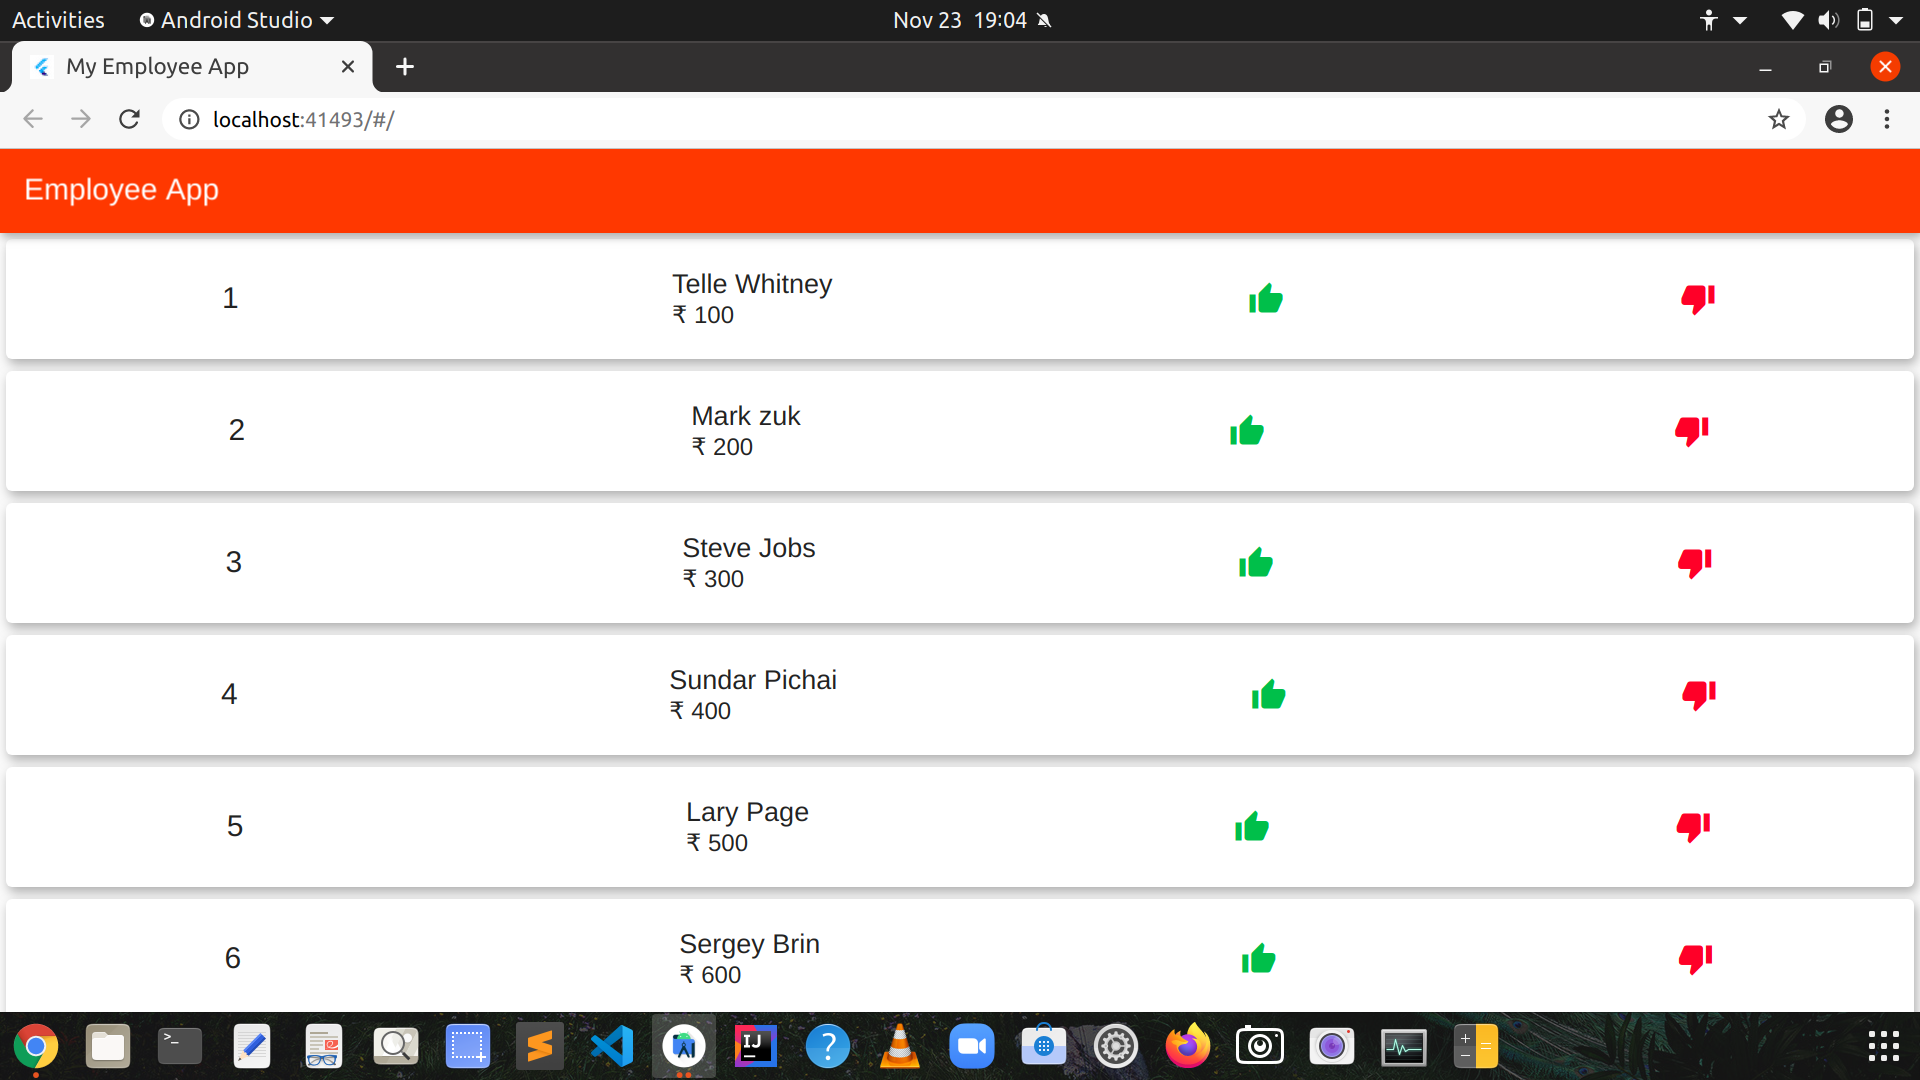 Activities
Android Studio
Nov 23 19:04
My Employee App
localhost:41493/#/
Employee App
1
Telle Whitney
₹ 100
2
Mark zuk
₹ 200
3
Steve Jobs
₹ 300
4
Sundar Pichai
₹ 400
5
Lary Page
₹ 500
6
Sergey Brin
₹ 600
>_
IJ
?